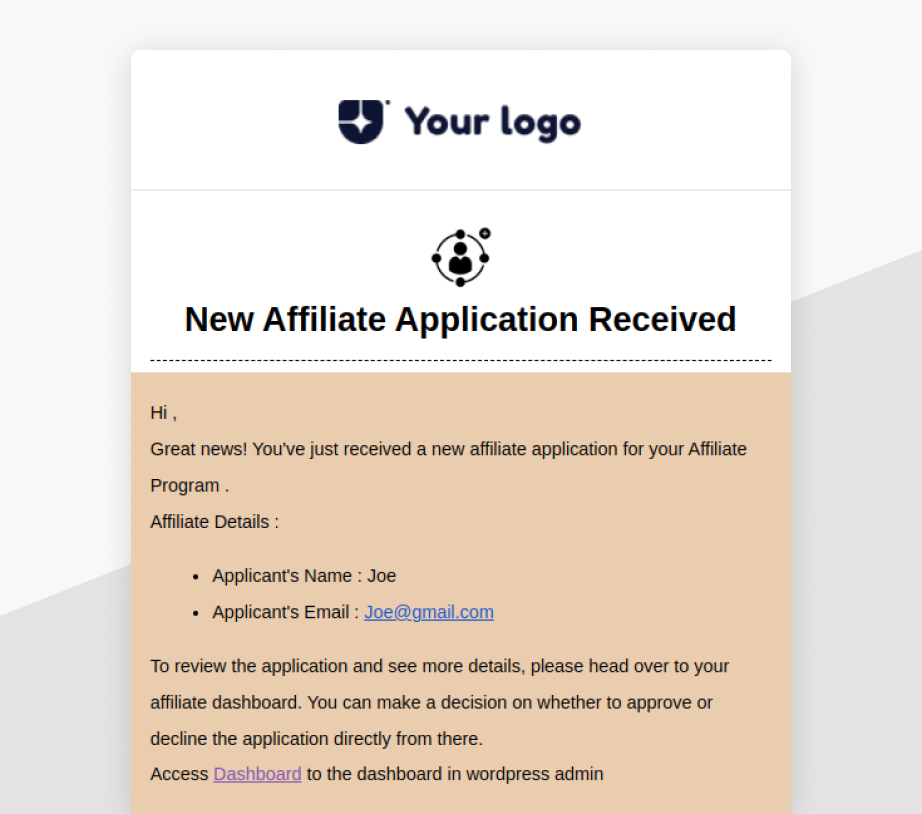 Your logo
New Affiliate Application Received
Hi ,
Great news! You've just received a new affiliate application for your Affiliate
Program .
Affiliate Details :
• Applicant's Name : Joe
• Applicant's Email : Joe@gmail.com
To review the application and see more details, please head over to your
affiliate dashboard. You can make a decision on whether to approve or
decline the application directly from there.
Access Dashboard to the dashboard in wordpress admin